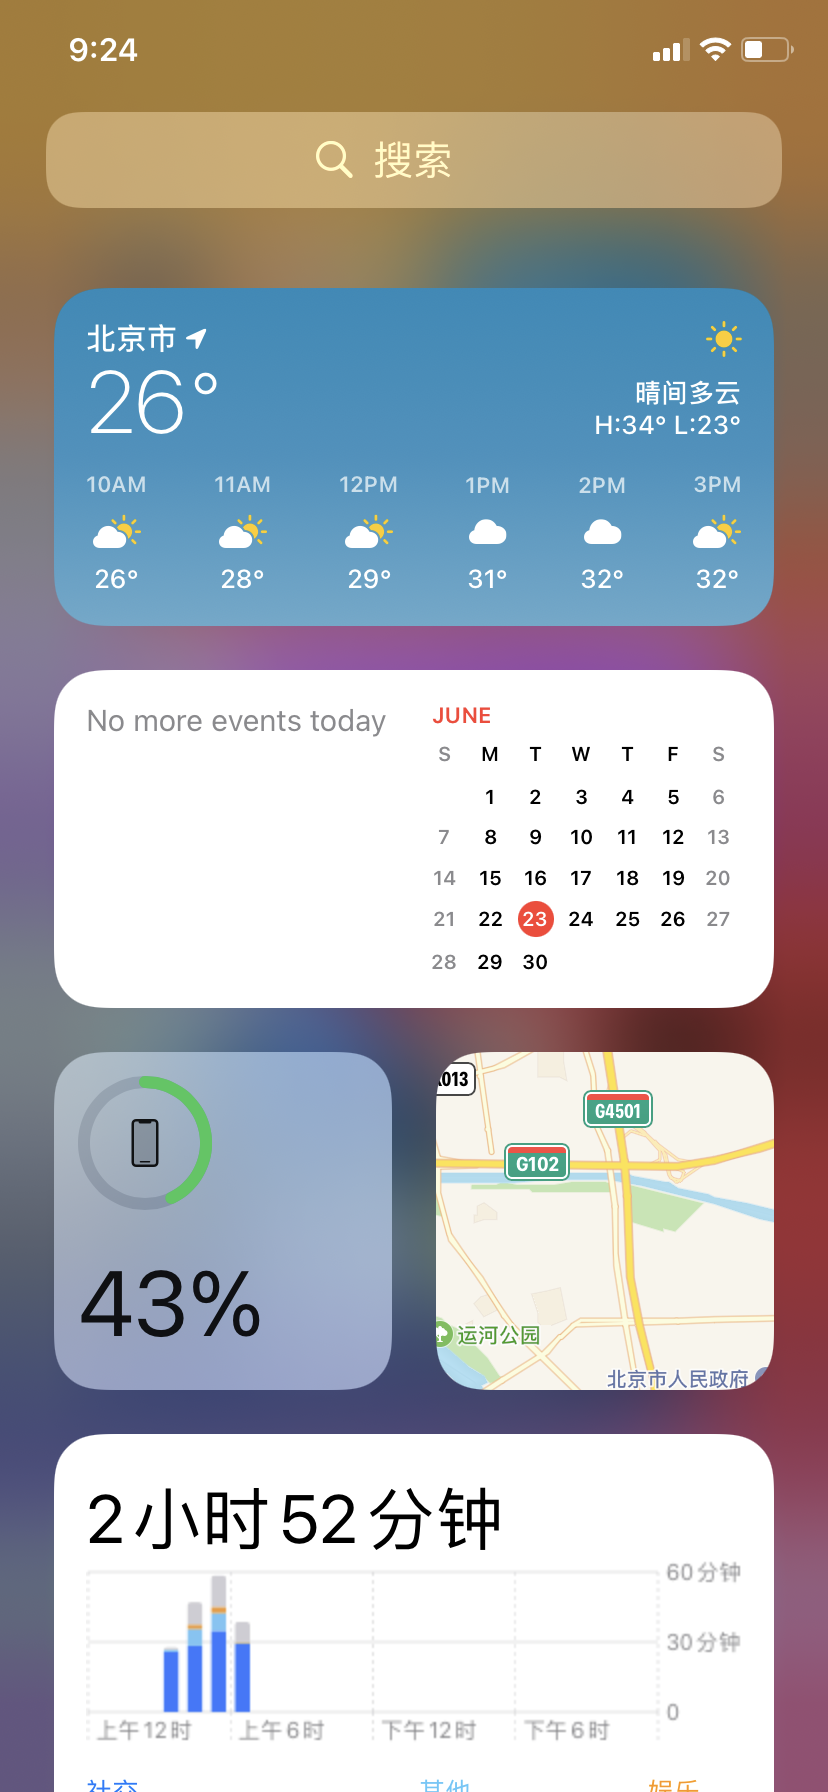 9:24
搜索
北京市
26°
晴间多云
H:34° L:23°
10AM 11AM 12PM 1PM 2PM 3PM
26° 28° 29° 31° 32° 32°
No more events today
JUNE
S M T W T F S
1 2 3 4 5 6
7 8 9 10 11 12 13
14 15 16 17 18 19 20
21 22 23 24 25 26 27
28 29 30
43%
013
G4501
G102
运河公园
北京市人民政府
2小时52分钟
60分钟
30分钟
0
上午12时 上午6时 下午12时 下午6时
社交 其他 娱乐